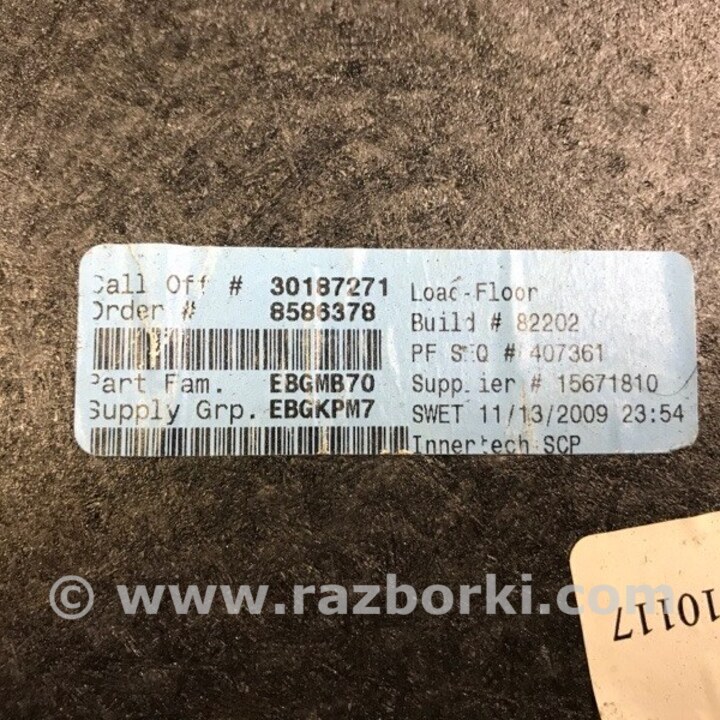 Call Off # 30187271
Order # 8586378
Part Fam. EBGMB70
Supply Grp. EBGKPM7
Load-Floor
Build # 82202
PF SEQ # 407361
Supplier # 15671810
SWET 11/13/2009 23:54
Innertech SCP
© www.razborki.com
10117